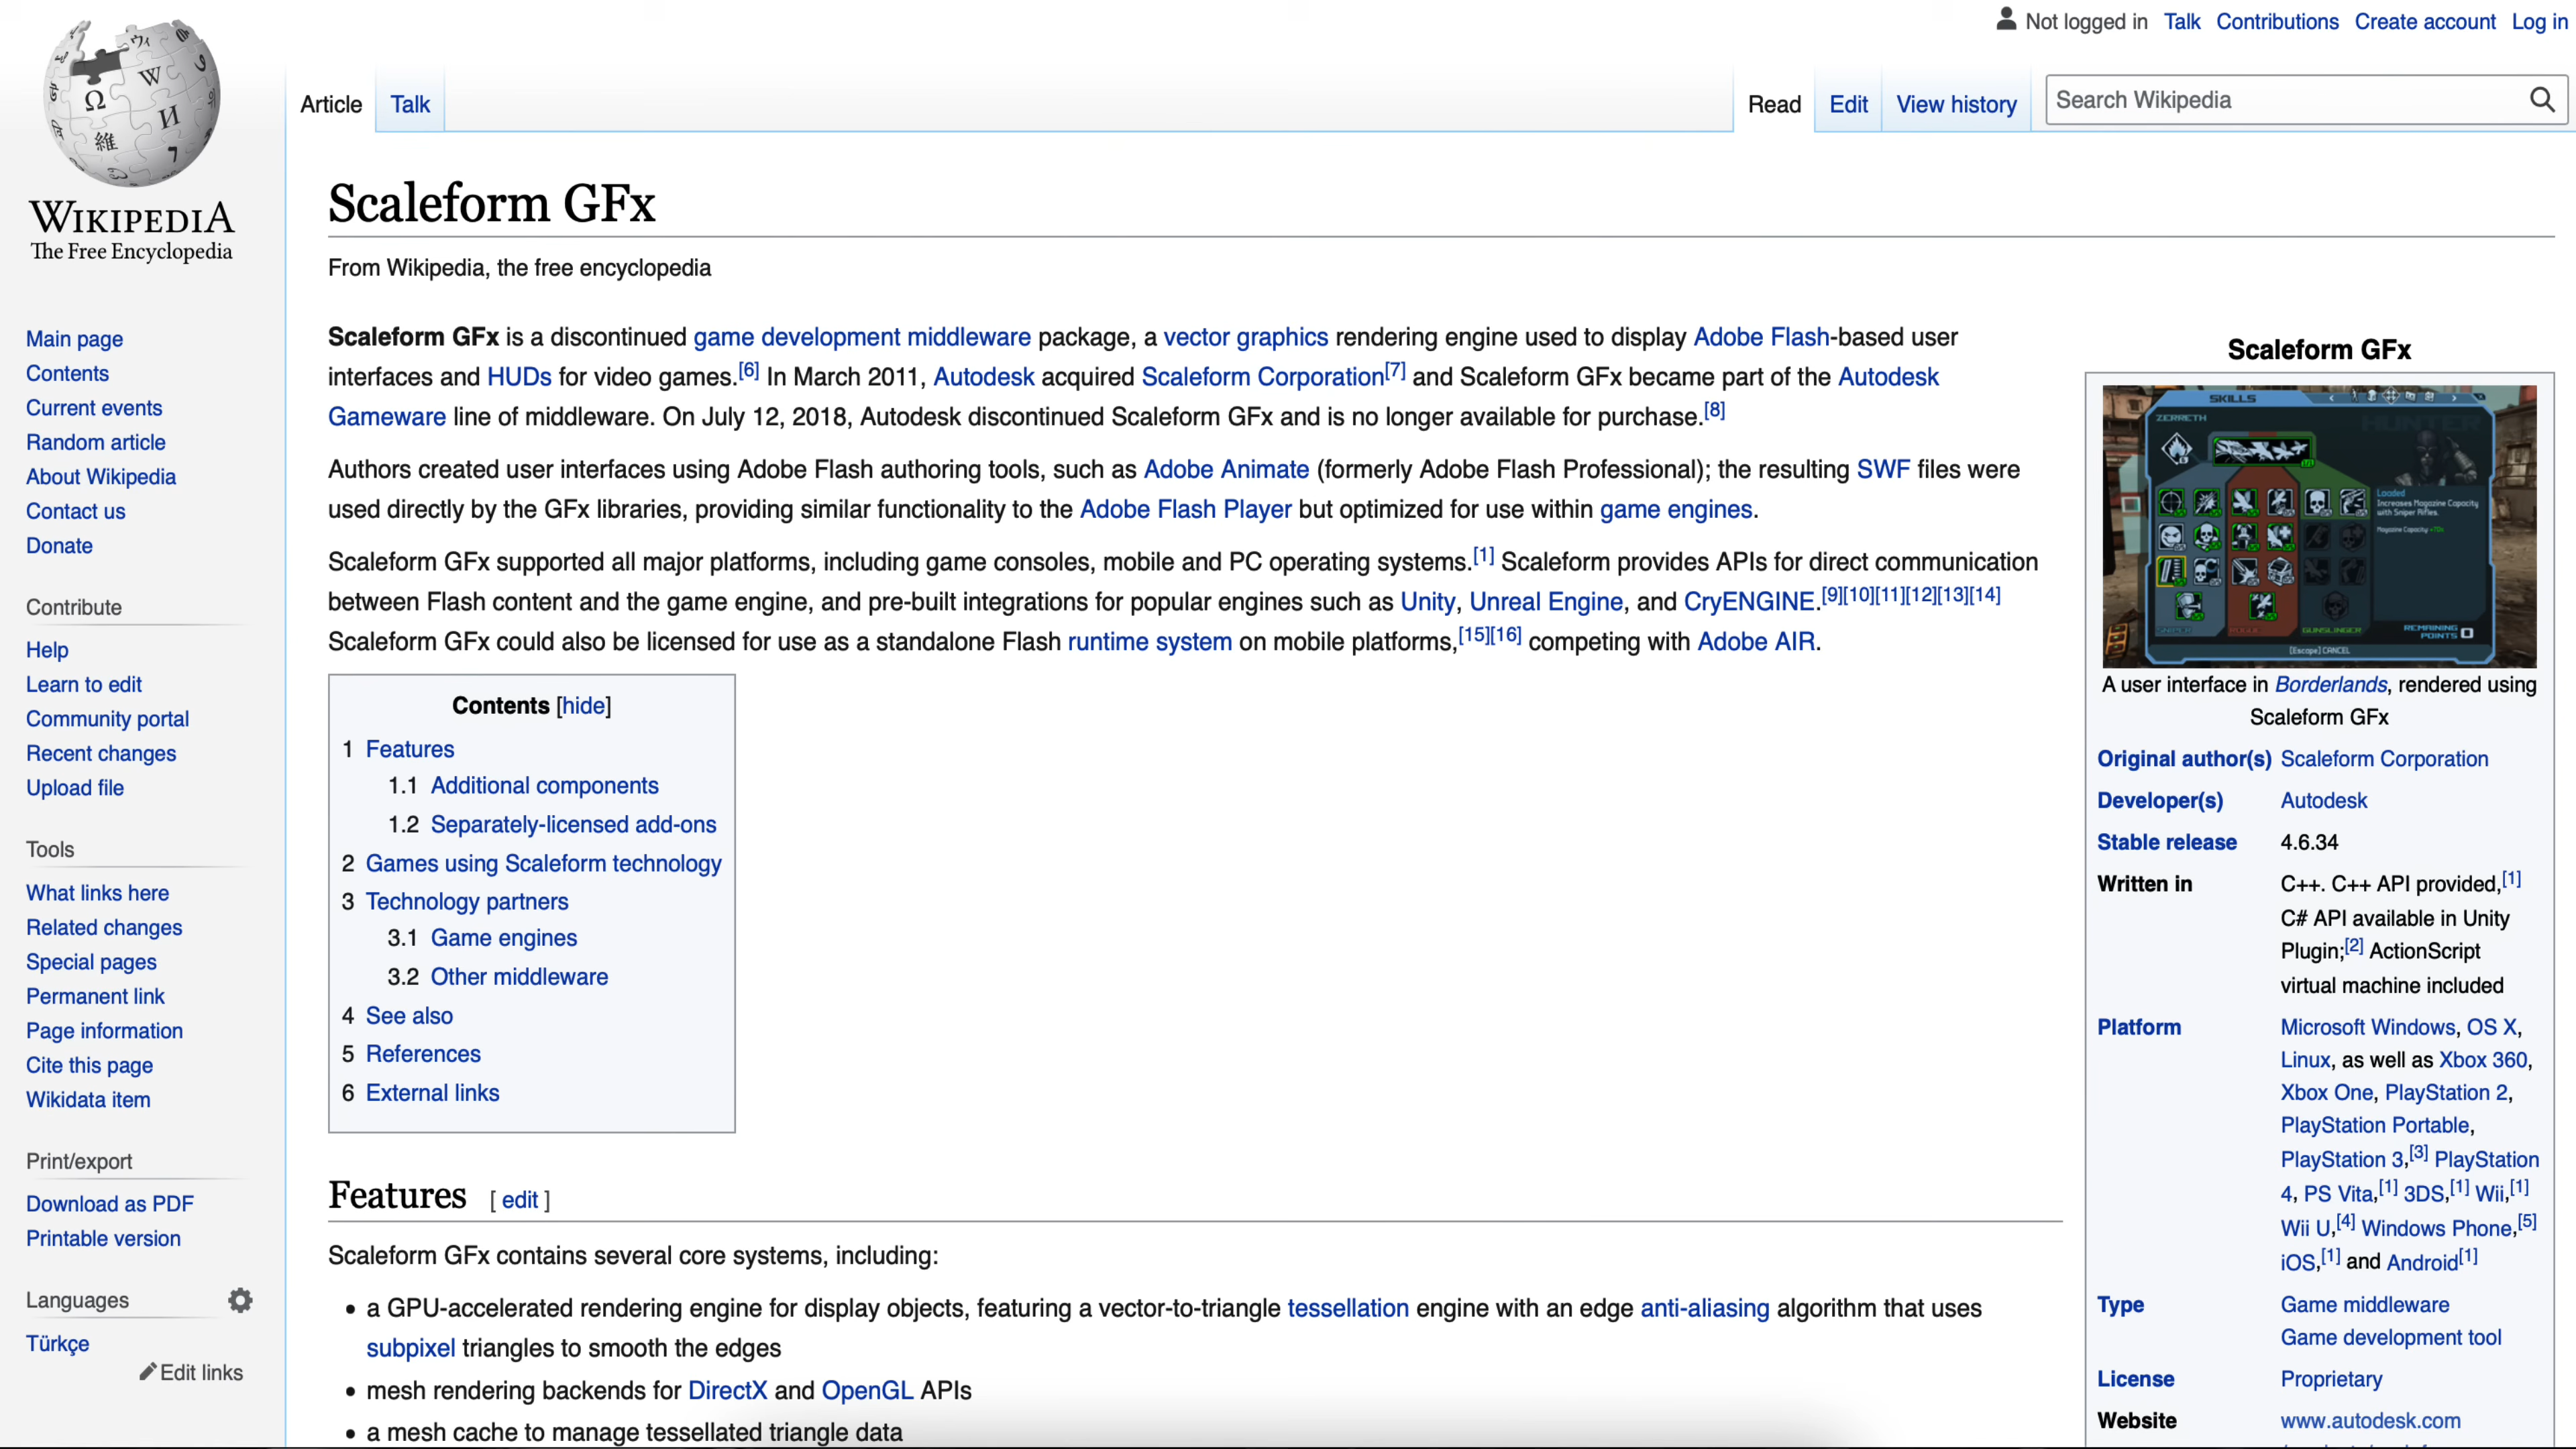 Not logged in Talk Contributions Create account Log in
Article Talk Read Edit View history Search Wikipedia
WIKIPEDIA
The Free Encyclopedia
Main page
Contents
Current events
Random article
About Wikipedia
Contact us
Donate
Contribute
Help
Learn to edit
Community portal
Recent changes
Upload file
Tools
What links here
Related changes
Special pages
Permanent link
Page information
Cite this page
Wikidata item
Print/export
Download as PDF
Printable version
Languages
Türkçe
Edit links
Scaleform GFx
From Wikipedia, the free encyclopedia
Scaleform GFx is a discontinued game development middleware package, a vector graphics rendering engine used to display Adobe Flash-based user
interfaces and HUDs for video games.[6] In March 2011, Autodesk acquired Scaleform Corporation[7] and Scaleform GFx became part of the Autodesk
Gameware line of middleware. On July 12, 2018, Autodesk discontinued Scaleform GFx and is no longer available for purchase.[8]
Authors created user interfaces using Adobe Flash authoring tools, such as Adobe Animate (formerly Adobe Flash Professional); the resulting SWF files were
used directly by the GFx libraries, providing similar functionality to the Adobe Flash Player but optimized for use within game engines.
Scaleform GFx supported all major platforms, including game consoles, mobile and PC operating systems.[1] Scaleform provides APIs for direct communication
between Flash content and the game engine, and pre-built integrations for popular engines such as Unity, Unreal Engine, and CryENGINE.[9][10][11][12][13][14]
Scaleform GFx could also be licensed for use as a standalone Flash runtime system on mobile platforms,[15][16] competing with Adobe AIR.
Contents [hide]
1 Features
1.1 Additional components
1.2 Separately-licensed add-ons
2 Games using Scaleform technology
3 Technology partners
3.1 Game engines
3.2 Other middleware
4 See also
5 References
6 External links
Features [ edit ]
Scaleform GFx contains several core systems, including:
• a GPU-accelerated rendering engine for display objects, featuring a vector-to-triangle tessellation engine with an edge anti-aliasing algorithm that uses
subpixel triangles to smooth the edges
• mesh rendering backends for DirectX and OpenGL APIs
• a mesh cache to manage tessellated triangle data
Scaleform GFx
SKILLS
ZERRETH
HUNTER
Loaded
Increases Magazine Capacity
with Sniper Rifles.
Magazine Capacity
SNIPER ROGUE GUNSLINGER
REMAINING
POINTS 0
[Escape] CANCEL
A user interface in Borderlands, rendered using
Scaleform GFx
Original author(s) Scaleform Corporation
Developer(s) Autodesk
Stable release 4.6.34
Written in C++. C++ API provided,[1]
C# API available in Unity
Plugin;[2] ActionScript
virtual machine included
Platform Microsoft Windows, OS X,
Linux, as well as Xbox 360,
Xbox One, PlayStation 2,
PlayStation Portable,
PlayStation 3,[3] PlayStation
4, PS Vita,[1] 3DS,[1] Wii,[1]
Wii U,[4] Windows Phone,[5]
iOS,[1] and Android[1]
Type Game middleware
Game development tool
License Proprietary
Website www.autodesk.com